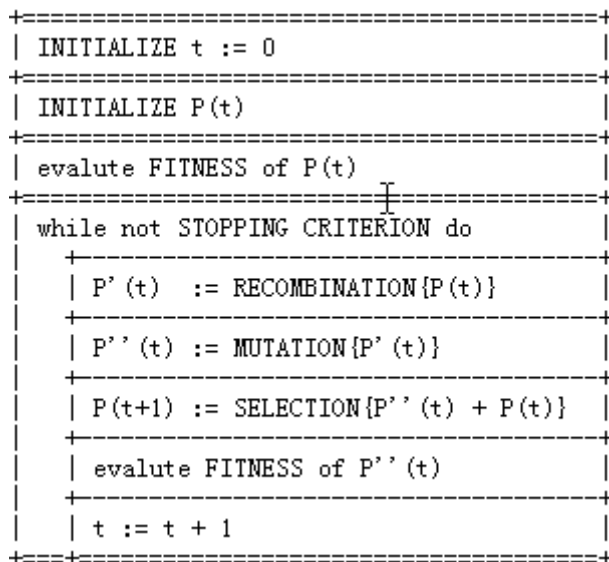 INITIALIZE t := 0
INITIALIZE P(t)
evalute FITNESS of P(t)
while not STOPPING CRITERION do
P'(t) := RECOMBINATION{P(t)}
P''(t) := MUTATION{P'(t)}
P(t+1) := SELECTION{P''(t) + P(t)}
evalute FITNESS of P''(t)
t := t + 1